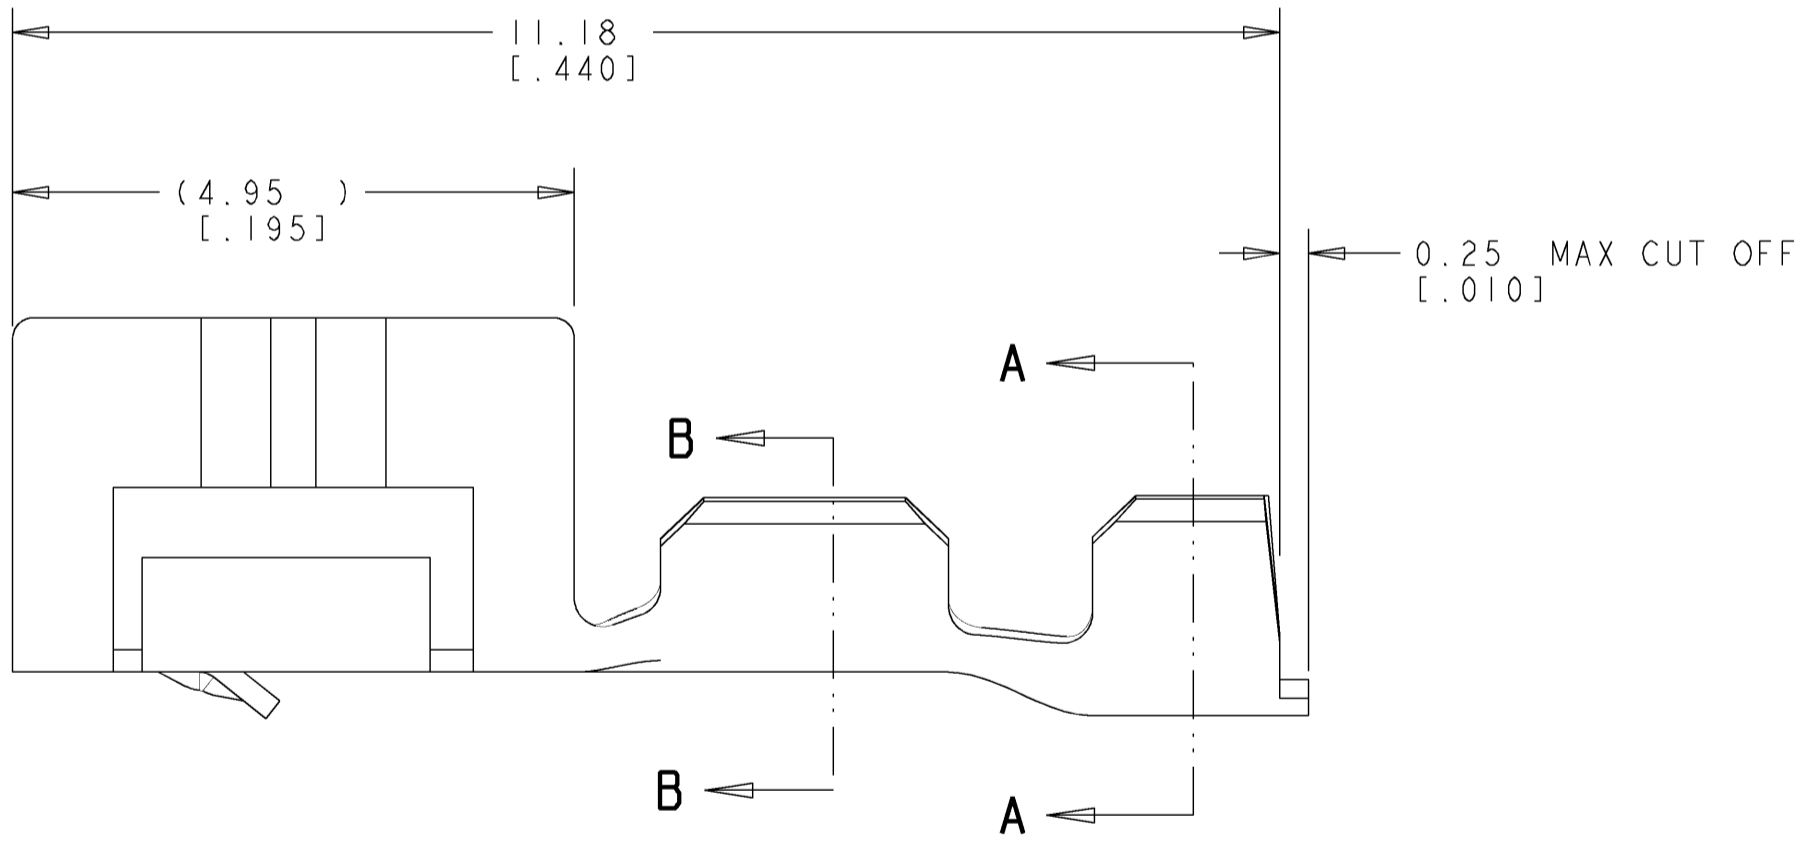 11.18
[.440]
(4.95 )
[.195]
0.25 MAX CUT OFF
[.010]
A
B
B
A